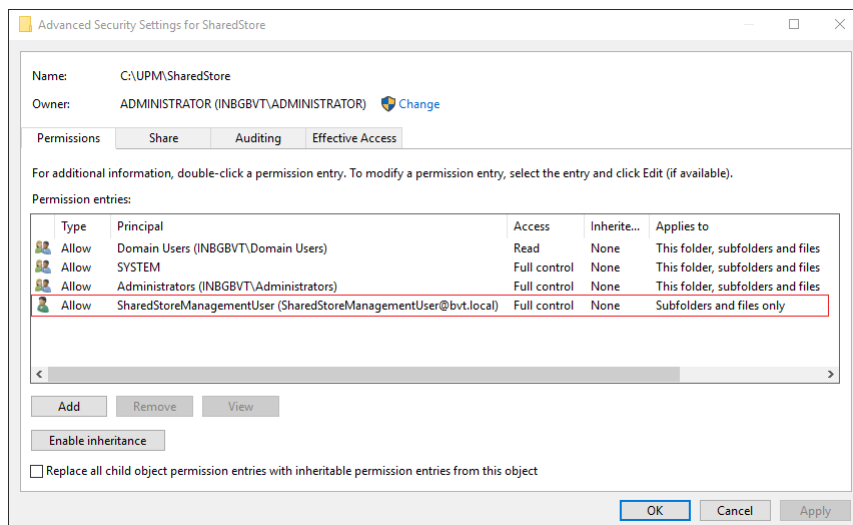 Advanced Security Settings for SharedStore
Name: C:\UPM\SharedStore
Owner: ADMINISTRATOR (INBGBVT\ADMINISTRATOR) Change
Permissions Share Auditing Effective Access
For additional information, double-click a permission entry. To modify a permission entry, select the entry and click Edit (if available).
Permission entries:
Type Principal Access Inherite... Applies to
Allow Domain Users (INBGBVT\Domain Users) Read None This folder, subfolders and files
Allow SYSTEM Full control None This folder, subfolders and files
Allow Administrators (INBGBVT\Administrators) Full control None This folder, subfolders and files
Allow SharedStoreManagementUser (SharedStoreManagementUser@bvt.local) Full control None Subfolders and files only
Add Remove View
Enable inheritance
Replace all child object permission entries with inheritable permission entries from this object
OK Cancel Apply